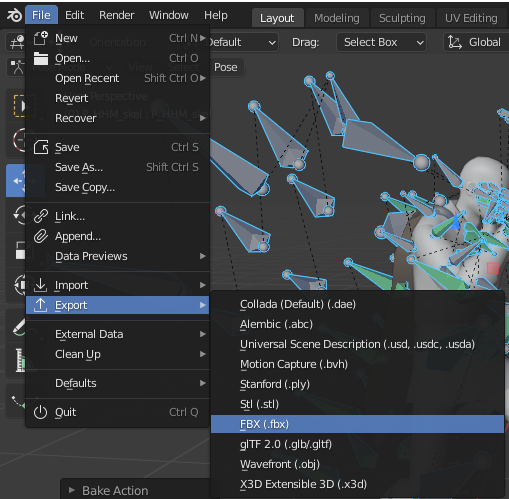 File Edit Render Window Help Layout Modeling Sculpting UV Editing
Default Drag: Select Box Global
Pose
New Ctrl N
Open... Ctrl O
Open Recent Shift Ctrl O
Revert
Recover
Save Ctrl S
Save As... Shift Ctrl S
Save Copy...
Link...
Append...
Data Previews
Import
Export
External Data
Clean Up
Defaults
Quit Ctrl Q
Collada (Default) (.dae)
Alembic (.abc)
Universal Scene Description (.usd, .usdc, .usda)
Motion Capture (.bvh)
Stanford (.ply)
Stl (.stl)
FBX (.fbx)
glTF 2.0 (.glb/.gltf)
Wavefront (.obj)
X3D Extensible 3D (.x3d)
Bake Action